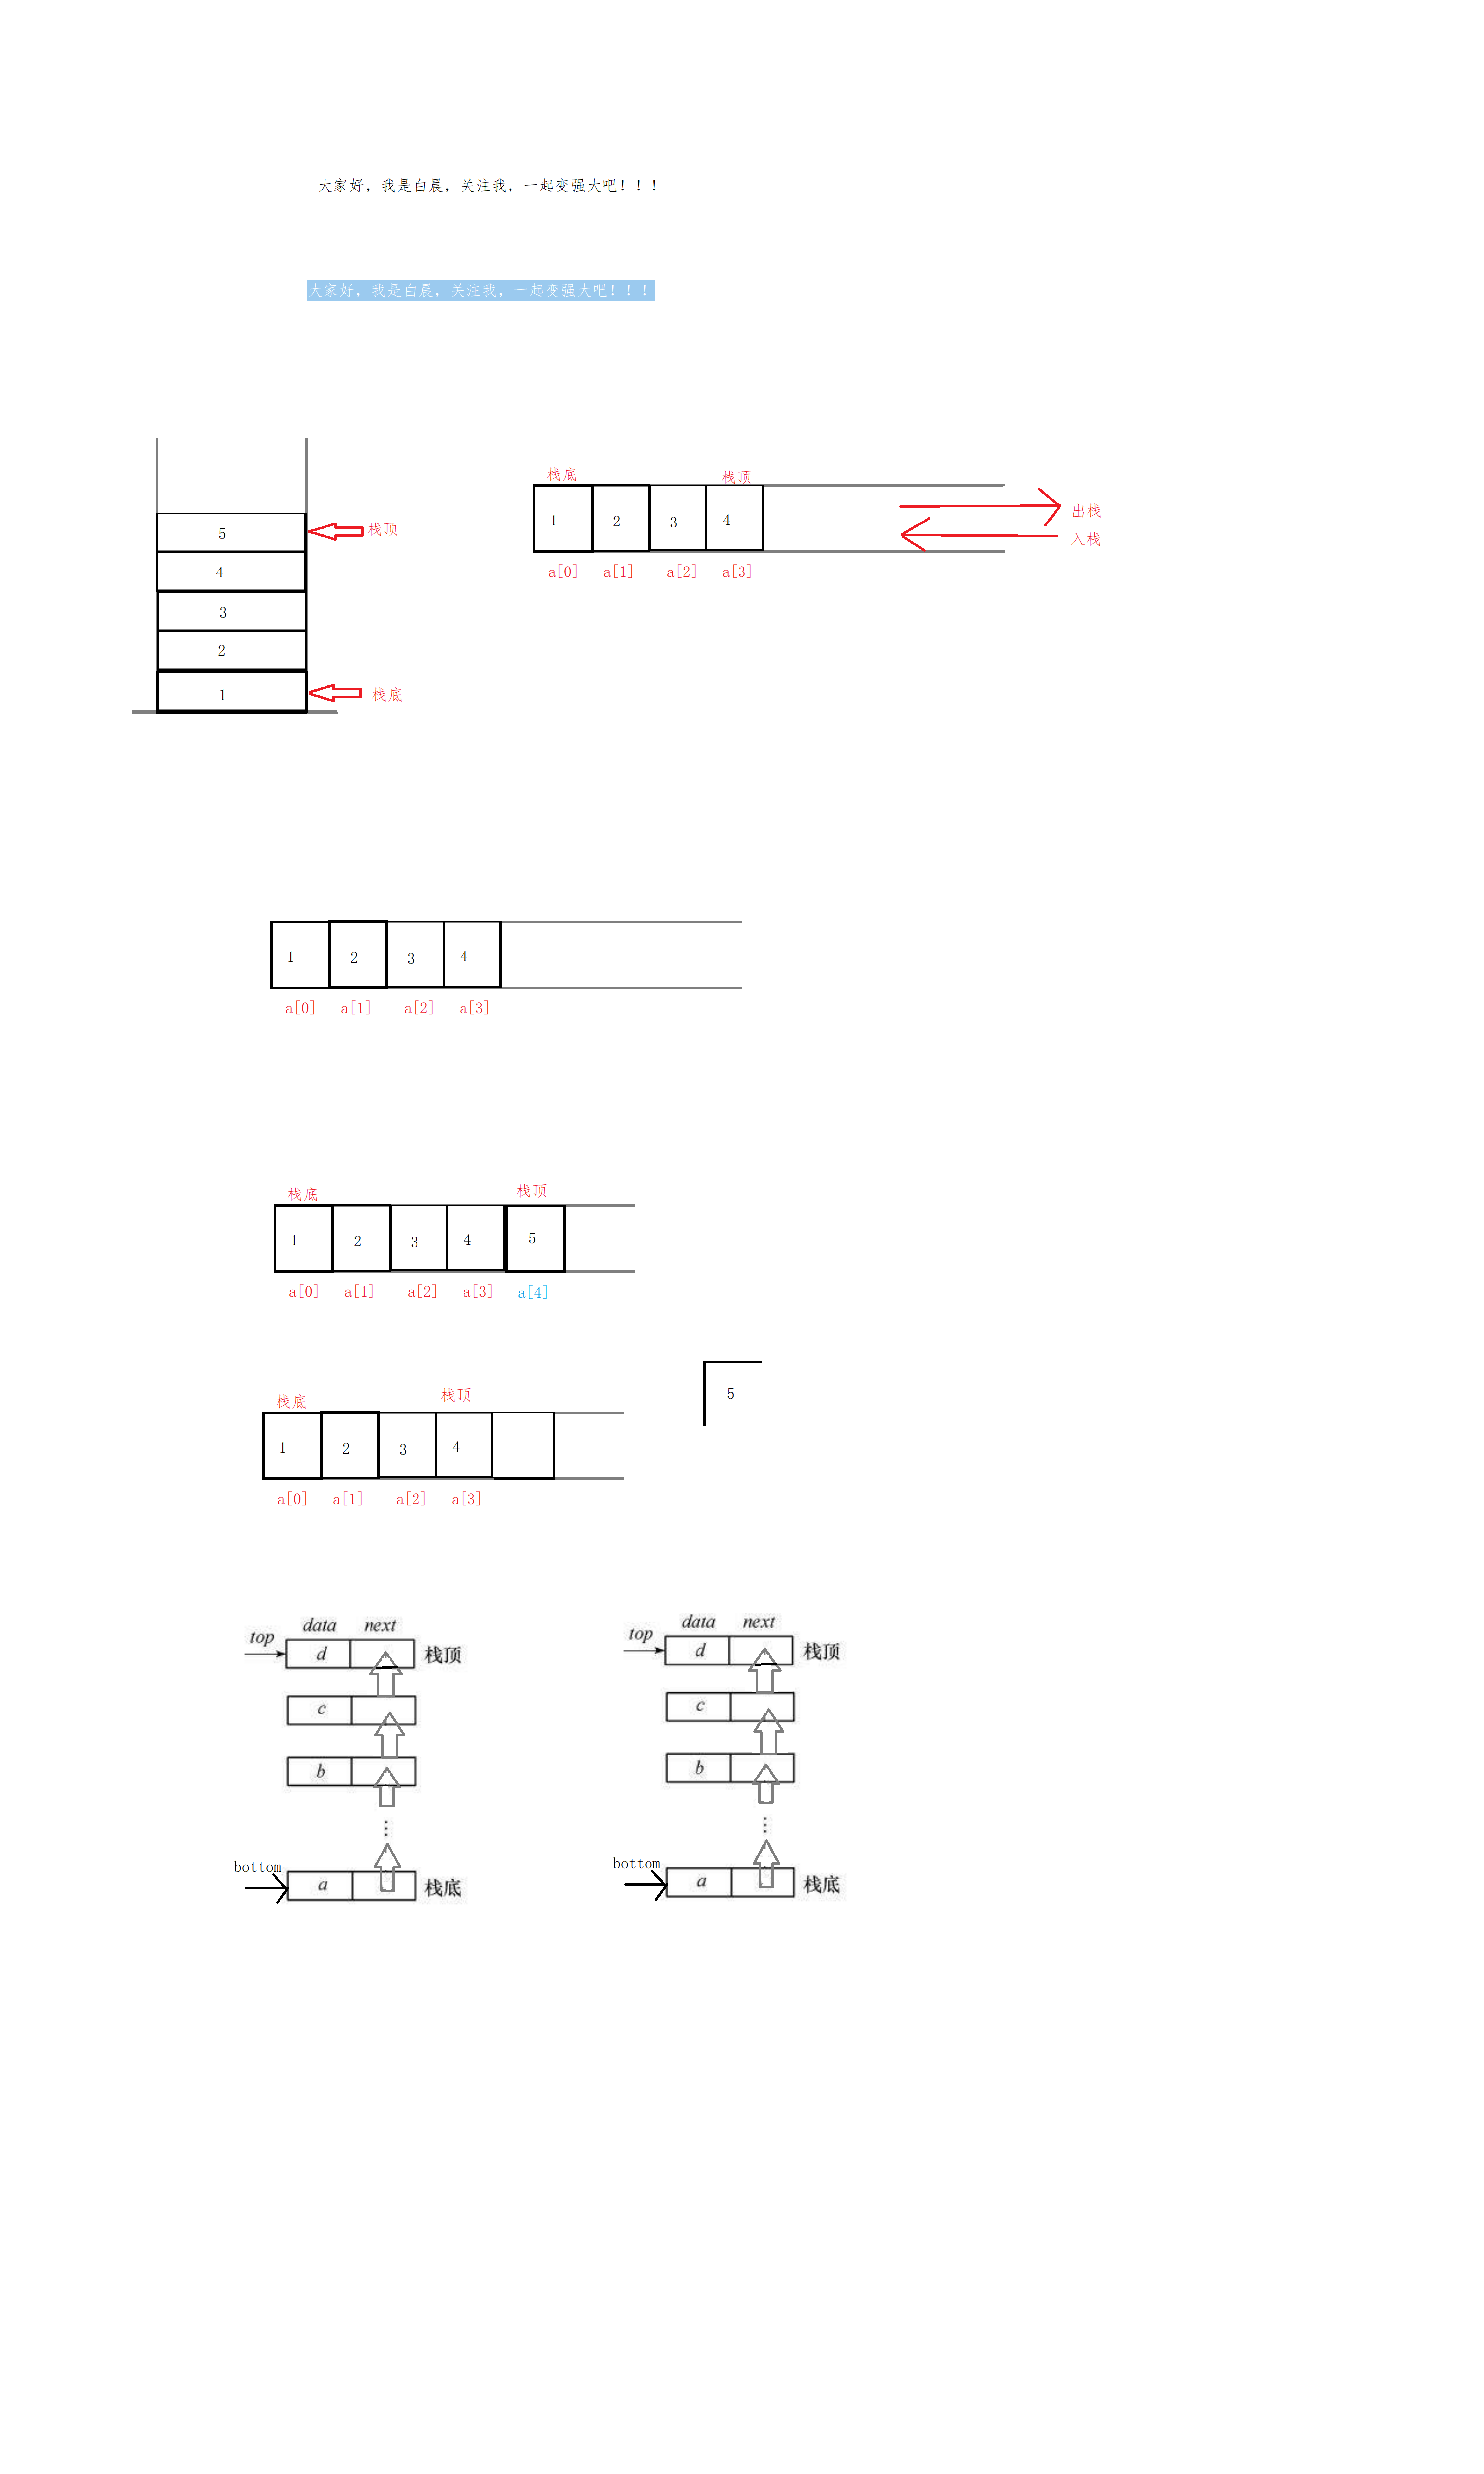 大家好，我是白晨，关注我，一起变强大吧！！！
大家好，我是白晨，关注我，一起变强大吧！！！
5
栈顶
4
3
2
1
栈底
栈底 栈顶
1 2 3 4
a[0] a[1] a[2] a[3]
出栈
入栈
1 2 3 4
a[0] a[1] a[2] a[3]
栈底 栈顶
1 2 3 4 5
a[0] a[1] a[2] a[3] a[4]
5
栈底 栈顶
1 2 3 4
a[0] a[1] a[2] a[3]
data next
top
d
栈顶
c
b
⋮
bottom
a
栈底
data next
top
d
栈顶
c
b
⋮
bottom
a
栈底